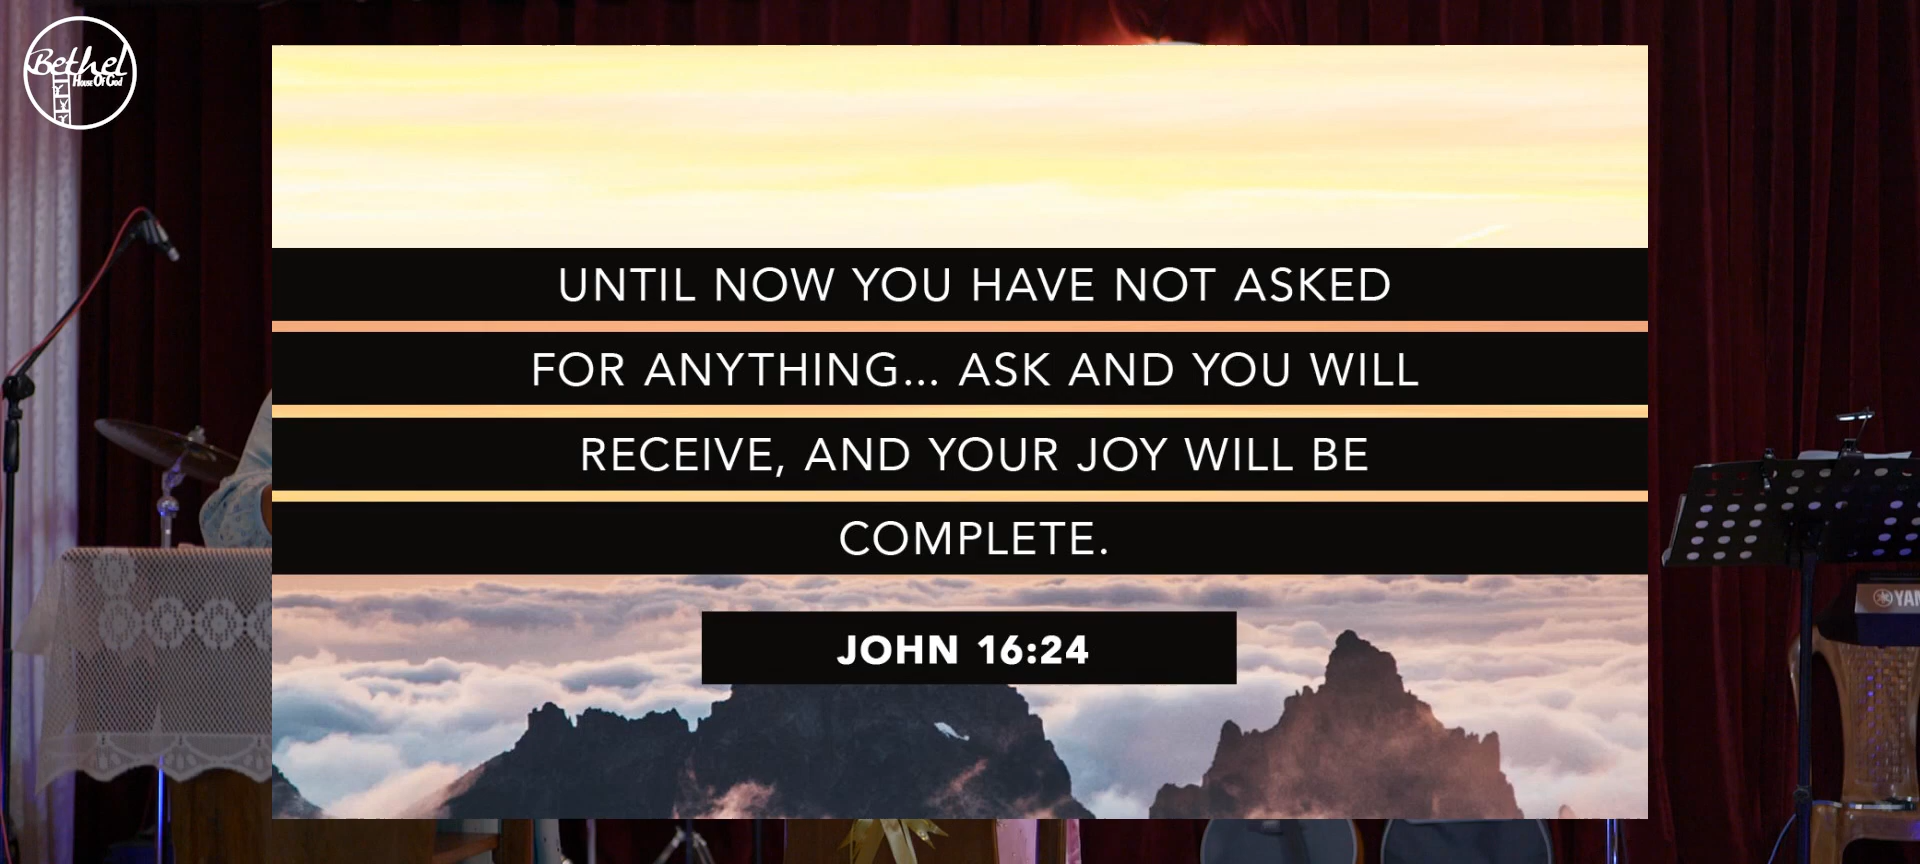 Bethel
House Of God
UNTIL NOW YOU HAVE NOT ASKED
FOR ANYTHING... ASK AND YOU WILL
RECEIVE, AND YOUR JOY WILL BE
COMPLETE.
JOHN 16:24